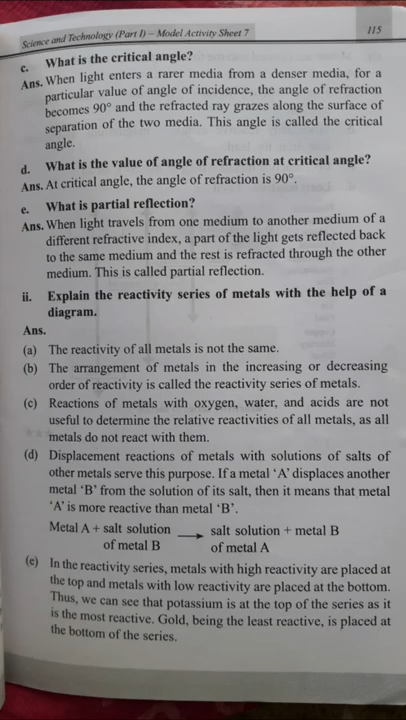 Science and Technology (Part I) – Model Activity Sheet 7
115
c. What is the critical angle?
Ans. When light enters a rarer media from a denser media, for a
particular value of angle of incidence, the angle of refraction
becomes 90° and the refracted ray grazes along the surface of
separation of the two media. This angle is called the critical
angle.
d. What is the value of angle of refraction at critical angle?
Ans. At critical angle, the angle of refraction is 90°.
e. What is partial reflection?
Ans. When light travels from one medium to another medium of a
different refractive index, a part of the light gets reflected back
to the same medium and the rest is refracted through the other
medium. This is called partial reflection.
ii. Explain the reactivity series of metals with the help of a
diagram.
Ans.
(a) The reactivity of all metals is not the same.
(b) The arrangement of metals in the increasing or decreasing
order of reactivity is called the reactivity series of metals.
(c) Reactions of metals with oxygen, water, and acids are not
useful to determine the relative reactivities of all metals, as all
metals do not react with them.
(d) Displacement reactions of metals with solutions of salts of
other metals serve this purpose. If a metal ‘A’ displaces another
metal ‘B’ from the solution of its salt, then it means that metal
‘A’ is more reactive than metal ‘B’.
Metal A + salt solution ⟶ salt solution + metal B
of metal B of metal A
(e) In the reactivity series, metals with high reactivity are placed at
the top and metals with low reactivity are placed at the bottom.
Thus, we can see that potassium is at the top of the series as it
is the most reactive. Gold, being the least reactive, is placed at
the bottom of the series.